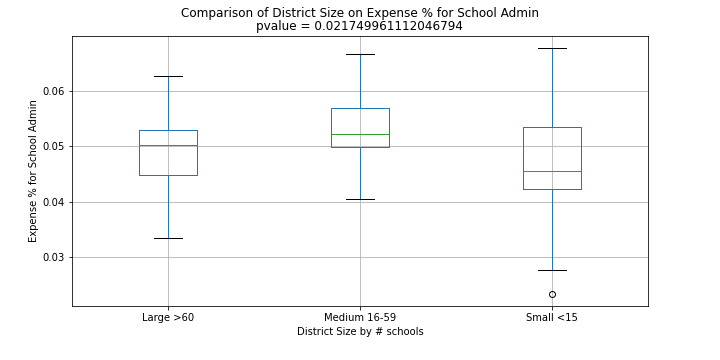 Comparison of District Size on Expense % for School Admin
pvalue = 0.021749961112046794
Expense % for School Admin
0.06
0.05
0.04
0.03
Large >60
Medium 16-59
Small <15
District Size by # schools